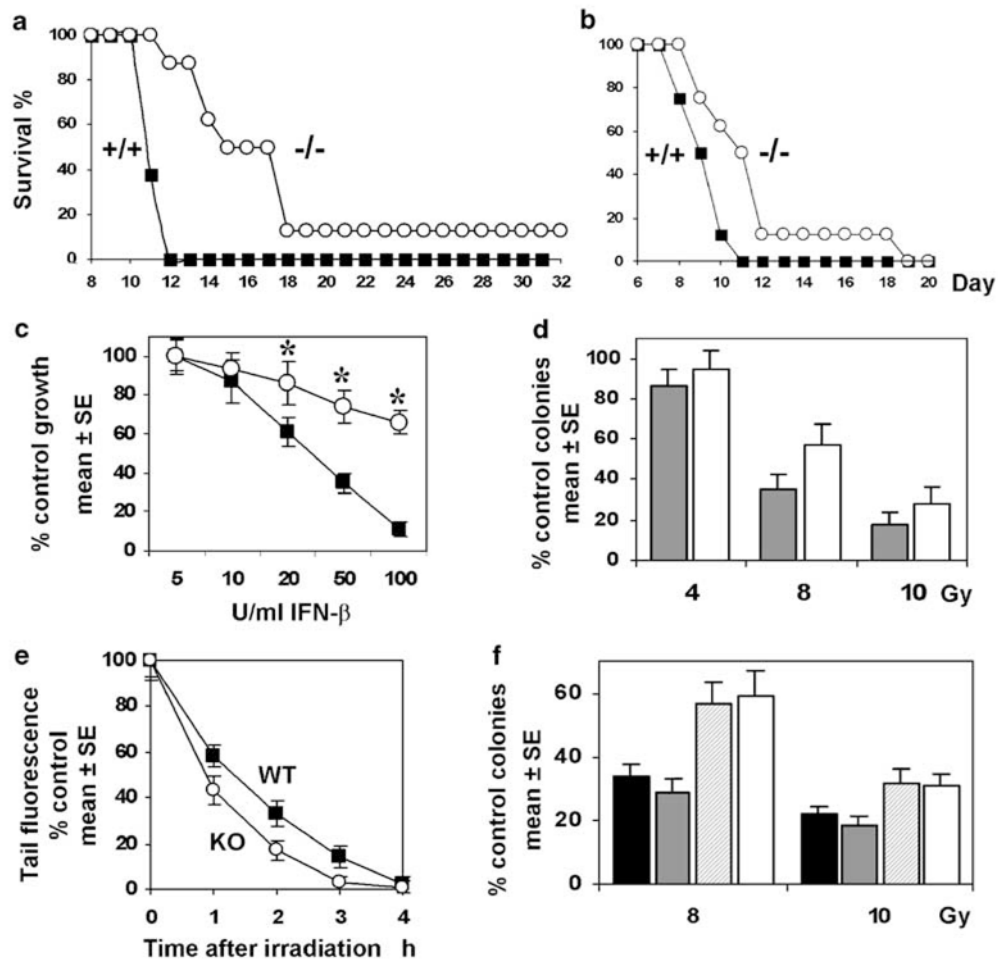 a
100
80
60
40
20
0
Survival %
+/+
-/-
8 10 12 14 16 18 20 22 24 26 28 30 32
b
100
80
60
40
20
0
+/+
-/-
6 8 10 12 14 16 18 20 Day
c
100
80
60
40
20
0
% control growth
mean ± SE
* * *
5 10 20 50 100
U/ml IFN-β
d
100
80
60
40
20
0
% control colonies
mean ± SE
4 8 10 Gy
e
100
80
60
40
20
0
Tail fluorescence
% control
mean ± SE
WT
KO
0 1 2 3 4
Time after irradiation h
f
60
40
20
0
% control colonies
mean ± SE
8 10 Gy